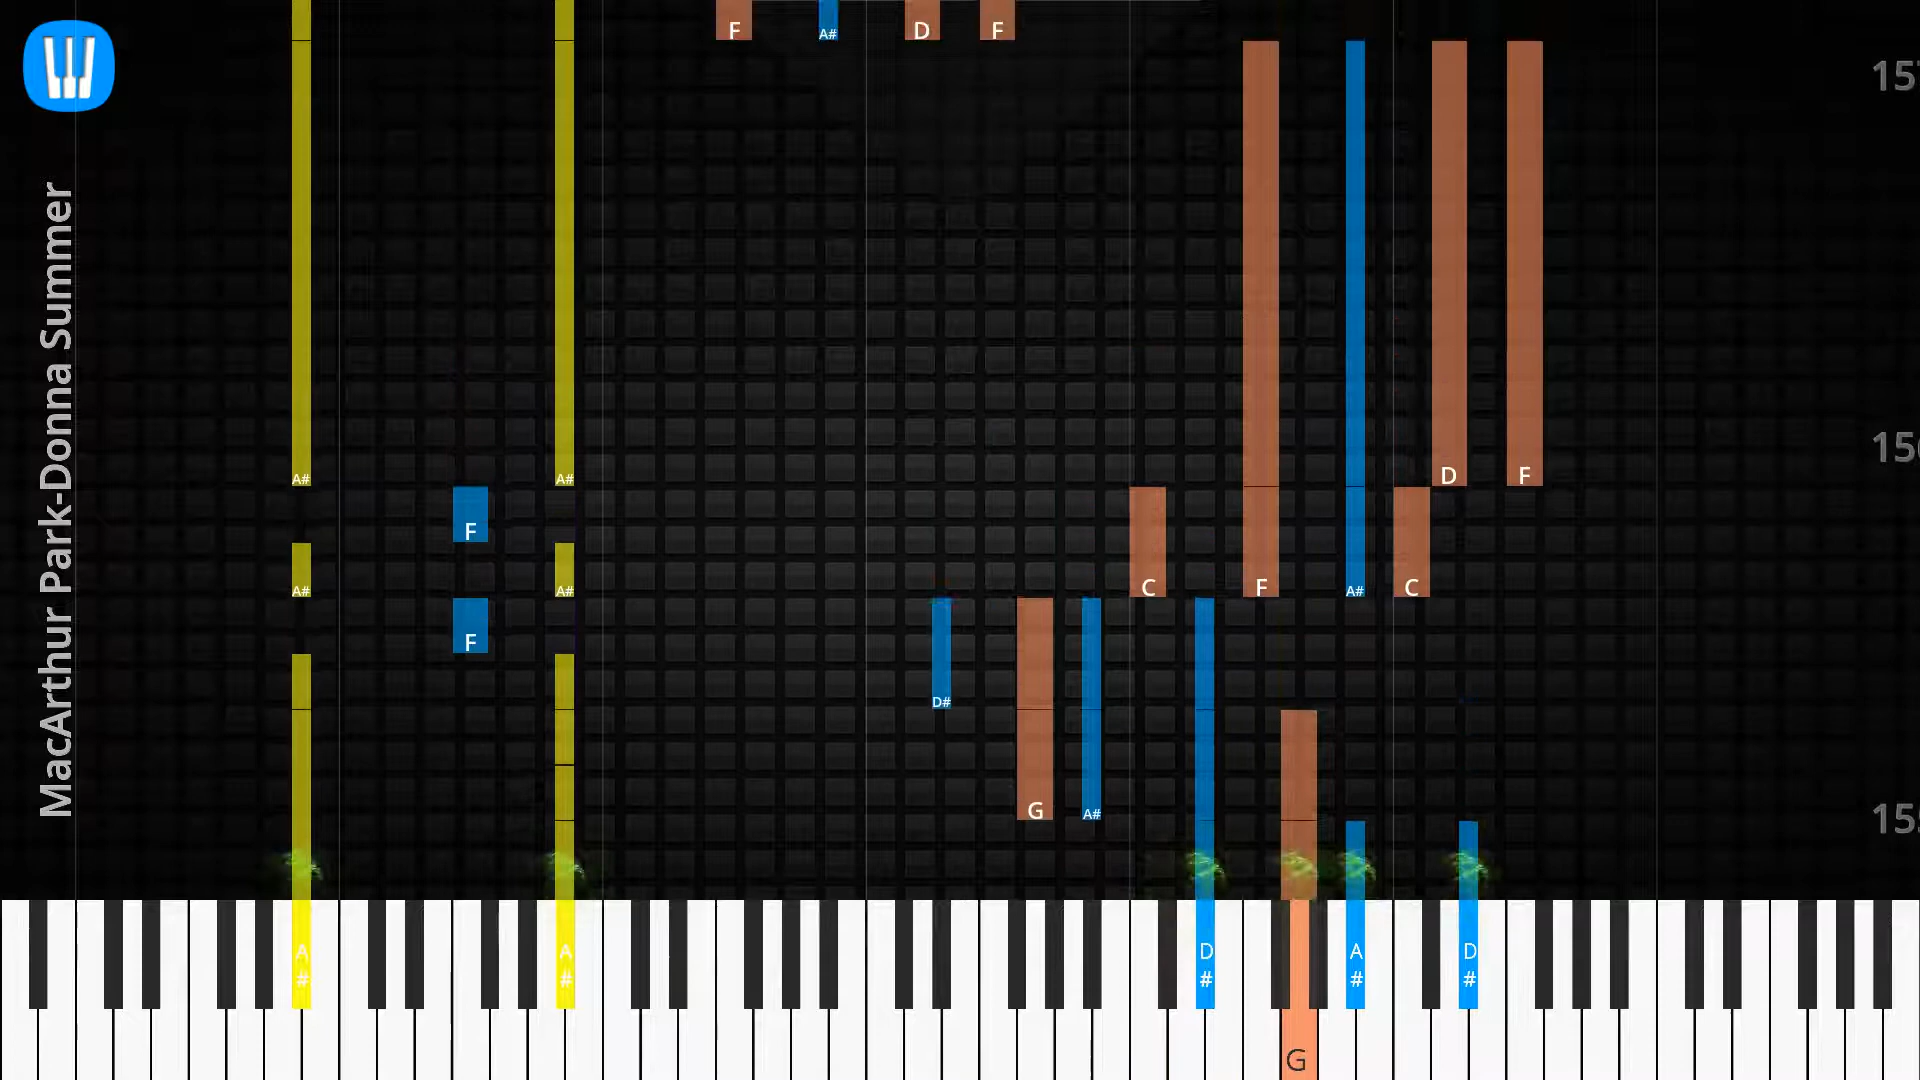 F A# D F
MacArthur Park-Donna Summer
D F
A# A#
F
A# A# C F A# C
F
D#
G A#
A# A# D# A# D#
G